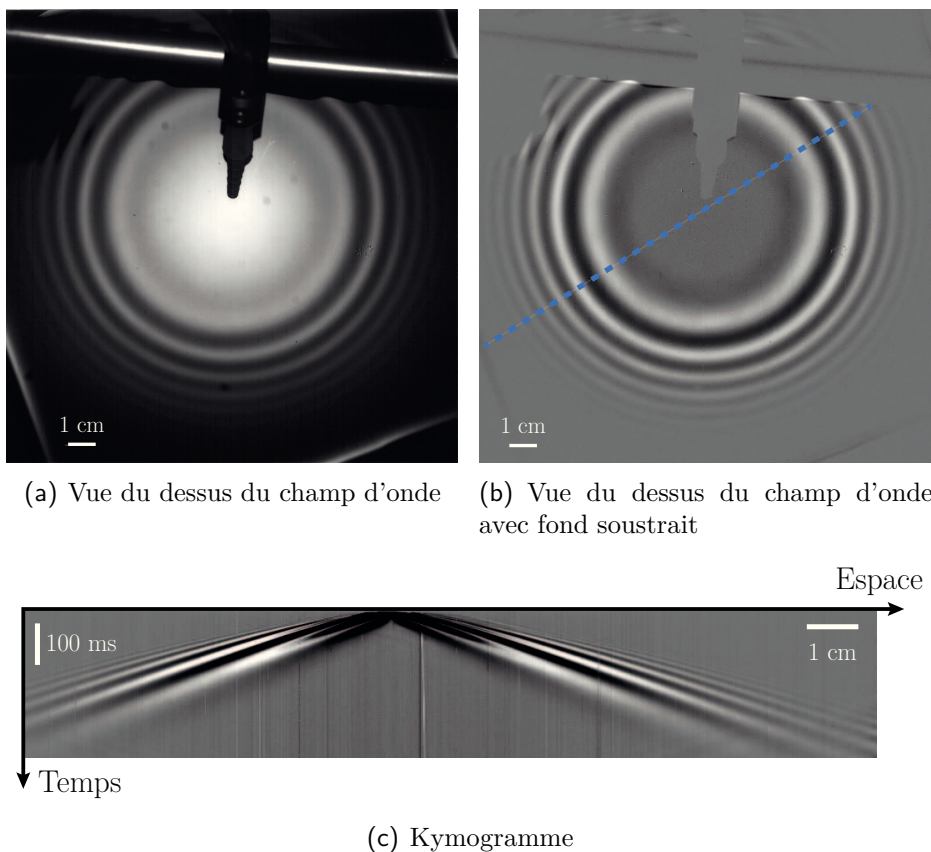 1 cm
1 cm
(a) Vue du dessus du champ d'onde
(b) Vue du dessus du champ d'onde
avec fond soustrait
Espace
100 ms
1 cm
Temps
(c) Kymogramme